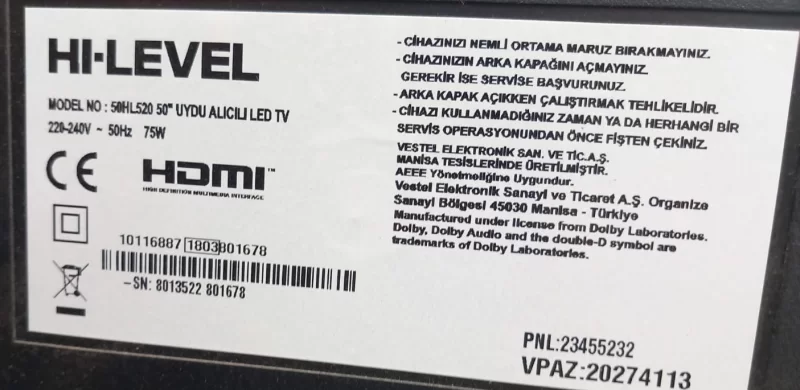 HI-LEVEL
MODEL NO : 50HL520 50" UYDU ALICILI LED TV
220-240V ~ 50Hz 75W
CE HDMI™
HIGH DEFINITION MULTIMEDIA INTERFACE
10116887 1803801678
-SN: 8013522 801678
- CİHAZINIZI NEMLİ ORTAMA MARUZ BIRAKMAYINIZ.
- CİHAZINIZIN ARKA KAPAĞINI AÇMAYINIZ.
GEREKİR İSE SERVİSE BAŞVURUNUZ.
- ARKA KAPAK AÇIKKEN ÇALIŞTIRMAK TEHLİKELİDİR.
- CİHAZI KULLANMADIĞINIZ ZAMAN YA DA HERHANGİ BİR
SERVİS OPERASYONUNDAN ÖNCE FİŞTEN ÇEKİNİZ.
VESTEL ELEKTRONİK SAN. VE TİC.A.Ş.
MANİSA TESİSLERİNDE ÜRETİLMİŞTİR.
AEEE Yönetmeliğine Uygundur.
Vestel Elektronik Sanayi ve Ticaret A.Ş. Organize
Sanayi Bölgesi 45030 Manisa - Türkiye
Manufactured under license from Dolby Laboratories.
Dolby, Dolby Audio and the double-D symbol are
trademarks of Dolby Laboratories.
PNL:23455232
VPAZ:20274113